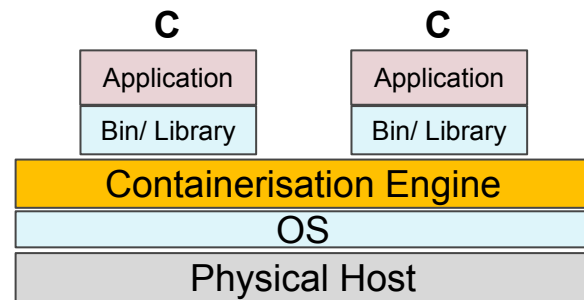 C C
Application Application
Bin/ Library Bin/ Library
Containerisation Engine
OS
Physical Host